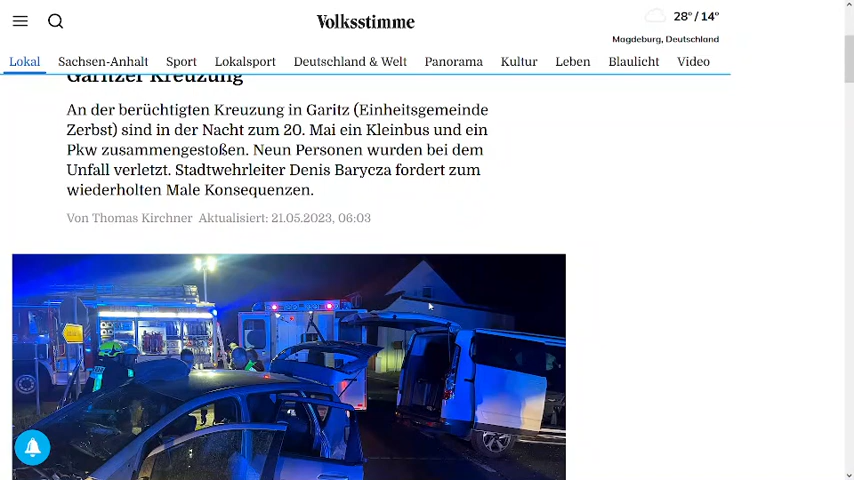 Volksstimme
28° / 14°
Magdeburg, Deutschland
Lokal Sachsen-Anhalt Sport Lokalsport Deutschland & Welt Panorama Kultur Leben Blaulicht Video
Garitzer Kreuzung
An der berüchtigten Kreuzung in Garitz (Einheitsgemeinde
Zerbst) sind in der Nacht zum 20. Mai ein Kleinbus und ein
Pkw zusammengestoßen. Neun Personen wurden bei dem
Unfall verletzt. Stadtwehrleiter Denis Barycza fordert zum
wiederholten Male Konsequenzen.
Von Thomas Kirchner Aktualisiert: 21.05.2023, 06:03